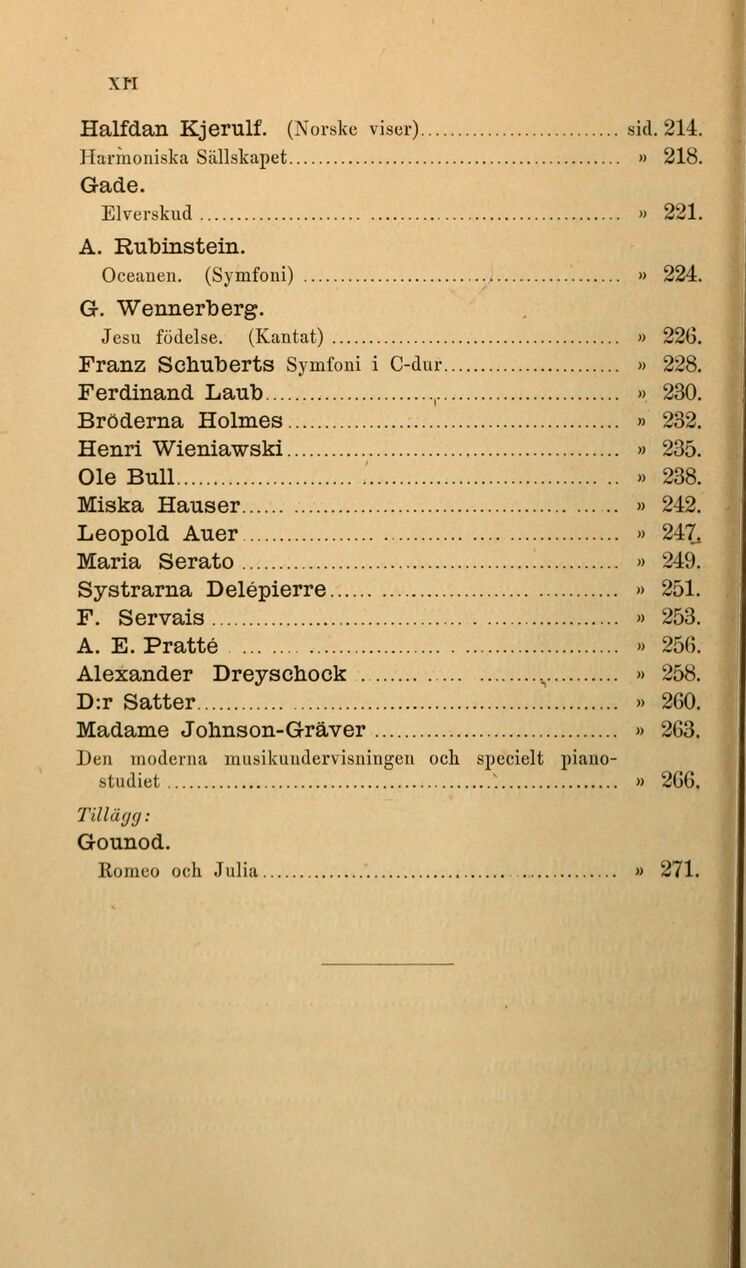 XII
Halfdan Kjerulf. (Norske viser) sid. 214.
Harmoniska Sällskapet » 218.
Gade.
Elverskud » 221.
A. Rubinstein.
Oceanen. (Symfoni) » 224.
G. Wennerberg.
Jesu födelse. (Kantat) » 226.
Franz Schuberts Symfoni i C-dur » 228.
Ferdinand Laub » 230.
Bröderna Holmes » 232.
Henri Wieniawski » 235.
Ole Bull » 238.
Miska Hauser » 242.
Leopold Auer » 247.
Maria Serato » 249.
Systrarna Delépierre » 251.
F. Servais » 253.
A. E. Pratté » 256.
Alexander Dreyschock » 258.
D:r Satter » 260.
Madame Johnson-Gräver » 263.
Den moderna musikundervisningen och specielt piano-
studiet » 266.
Tillägg:
Gounod.
Romeo och Julia » 271.